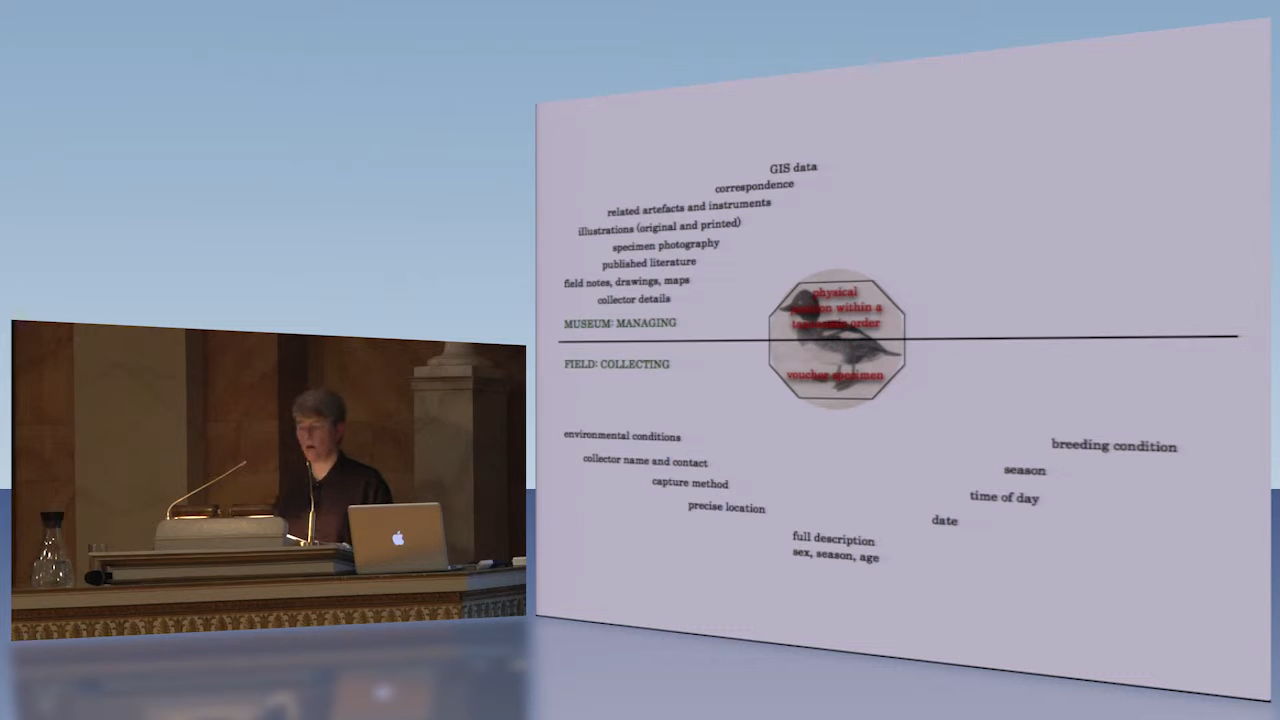 GIS data
correspondence
related artefacts and instruments
illustrations (original and printed)
specimen photography
published literature
field notes, drawings, maps
collector details
MUSEUM: MANAGING
physical
within a
order
voucher specimen
FIELD: COLLECTING
environmental conditions
collector name and contact
capture method
precise location
full description
sex, season, age
date
time of day
season
breeding condition